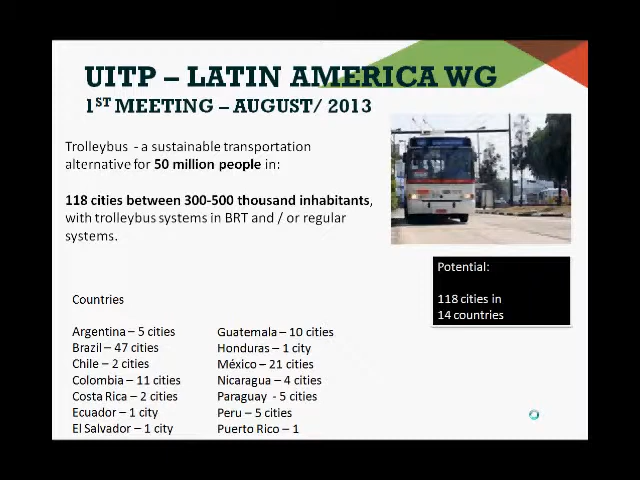 UITP – LATIN AMERICA WG
1ST MEETING – AUGUST/ 2013
Trolleybus - a sustainable transportation
alternative for 50 million people in:
118 cities between 300-500 thousand inhabitants,
with trolleybus systems in BRT and / or regular
systems.
Potential:
118 cities in
14 countries
Countries
Argentina – 5 cities
Brazil – 47 cities
Chile – 2 cities
Colombia – 11 cities
Costa Rica – 2 cities
Ecuador – 1 city
El Salvador – 1 city
Guatemala – 10 cities
Honduras – 1 city
México – 21 cities
Nicaragua – 4 cities
Paraguay - 5 cities
Peru – 5 cities
Puerto Rico – 1